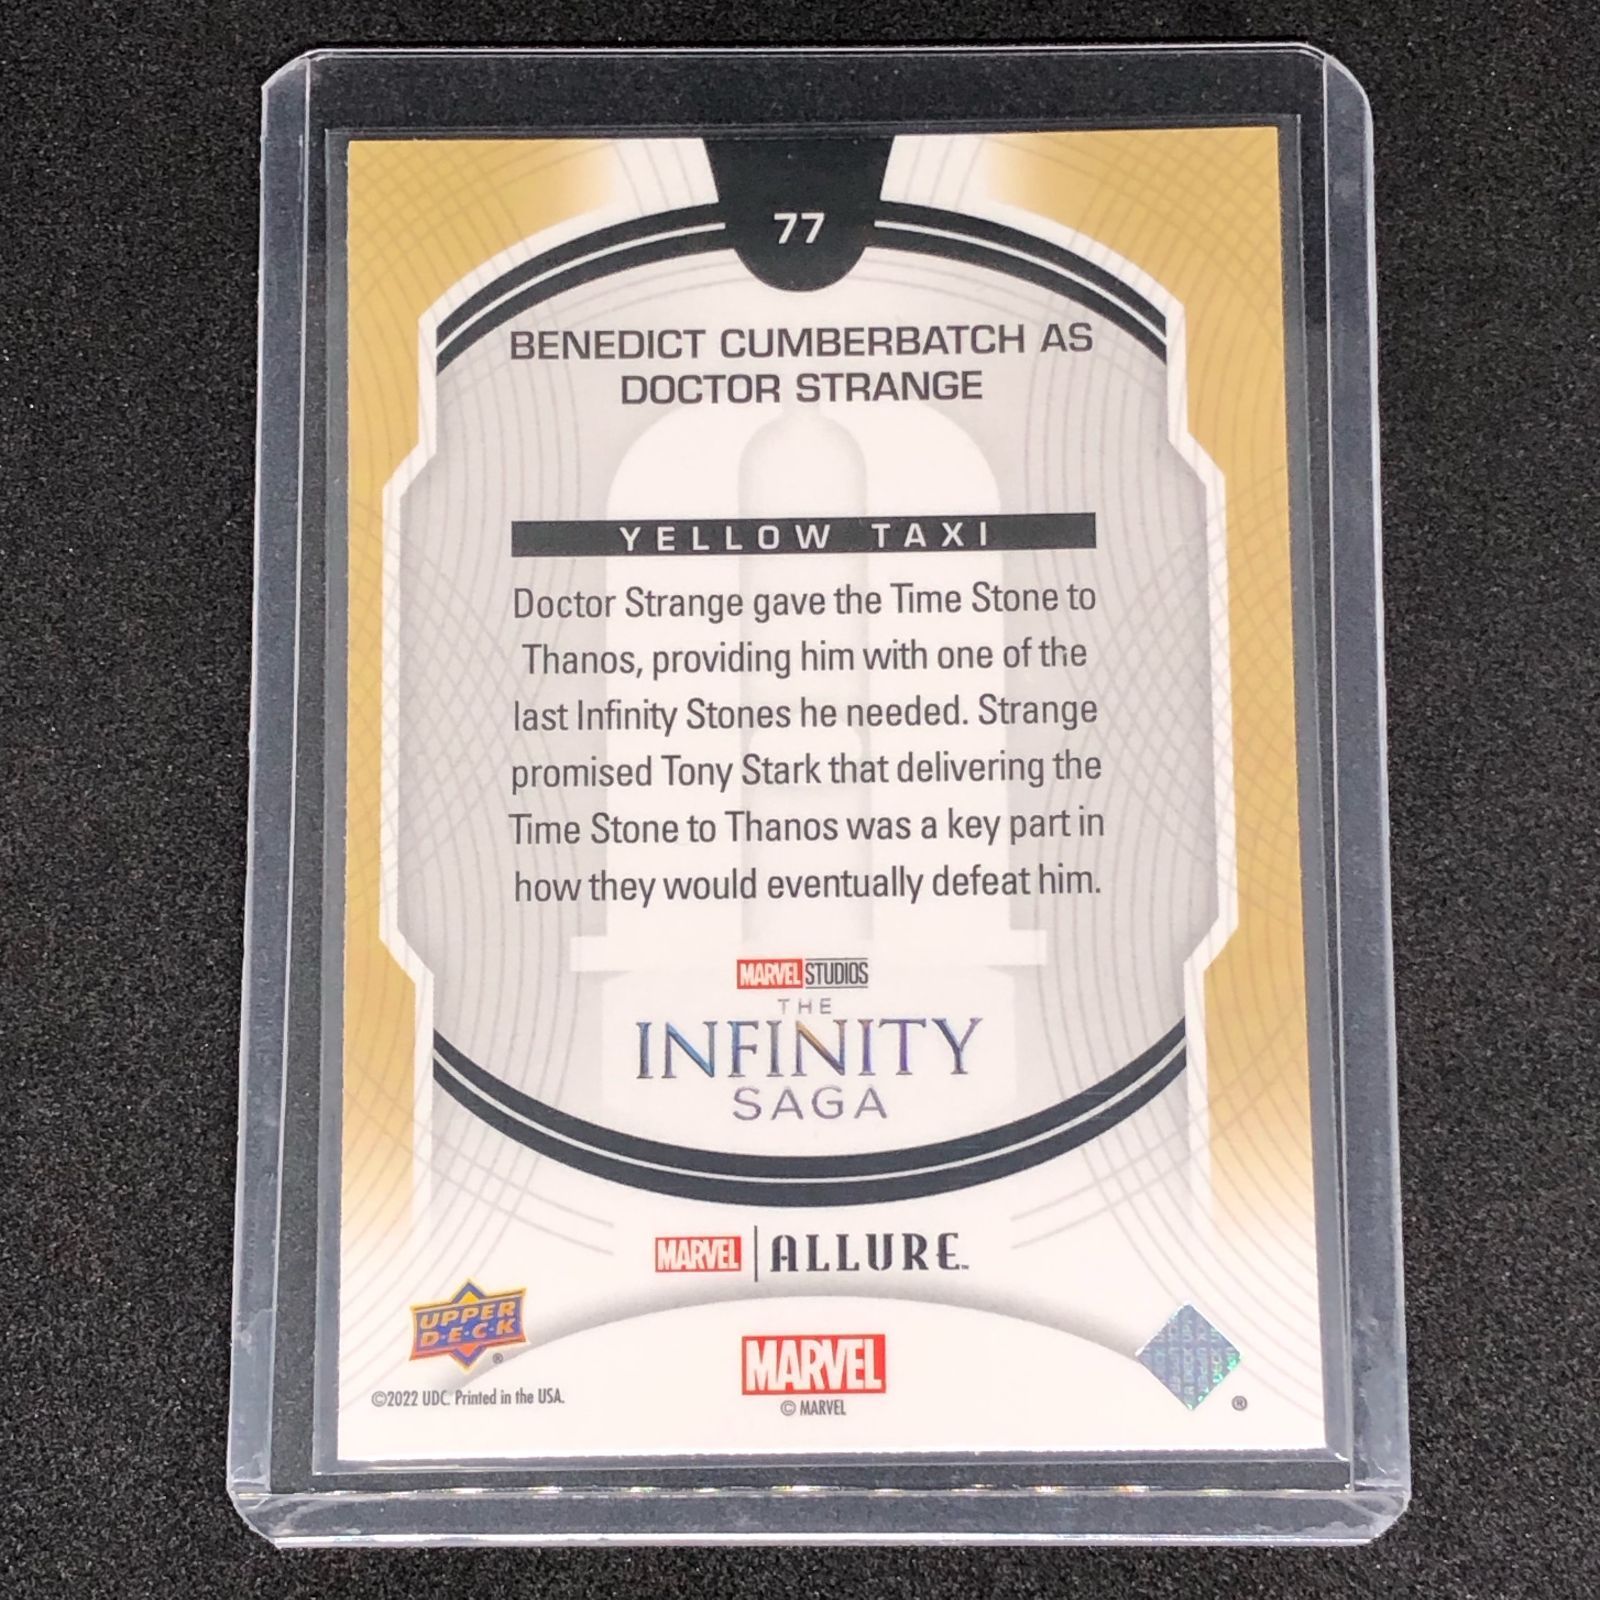 77
BENEDICT CUMBERBATCH AS
DOCTOR STRANGE
YELLOW TAXI
Doctor Strange gave the Time Stone to
Thanos, providing him with one of the
last Infinity Stones he needed. Strange
promised Tony Stark that delivering the
Time Stone to Thanos was a key part in
how they would eventually defeat him.
MARVEL STUDIOS
THE
INFINITY
SAGA
MARVEL | ALLURE™
UPPER
D·E·C·K
®
MARVEL
©2022 UDC. Printed in the USA.
© MARVEL
®